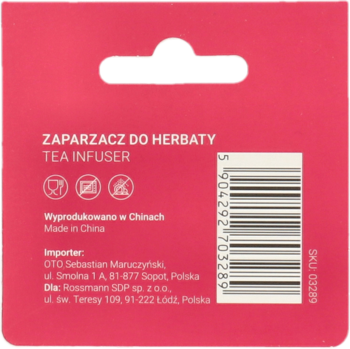 ZAPARZACZ DO HERBATY
TEA INFUSER
Wyprodukowano w Chinach
Made in China
Importer:
OTO Sebastian Maruczyński,
ul. Smolna 1 A, 81-877 Sopot, Polska
Dla: Rossmann SDP sp. z o.o.,
ul. św. Teresy 109, 91-222 Łódź, Polska
5 904292 703289
SKU: 03289